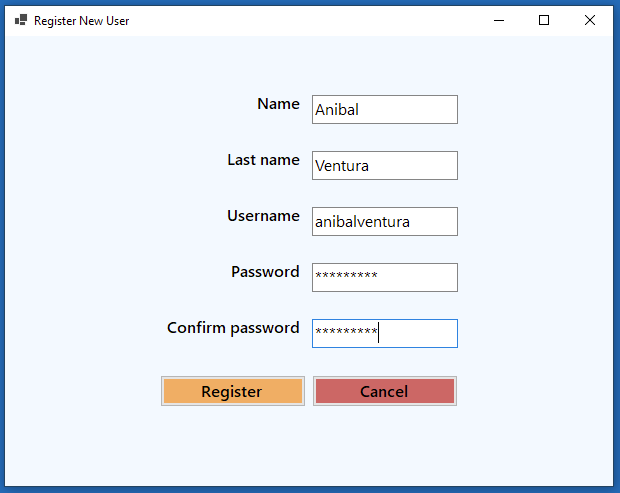 Register New User
Name Anibal
Last name Ventura
Username anibalventura
Password *********
Confirm password *********
Register Cancel